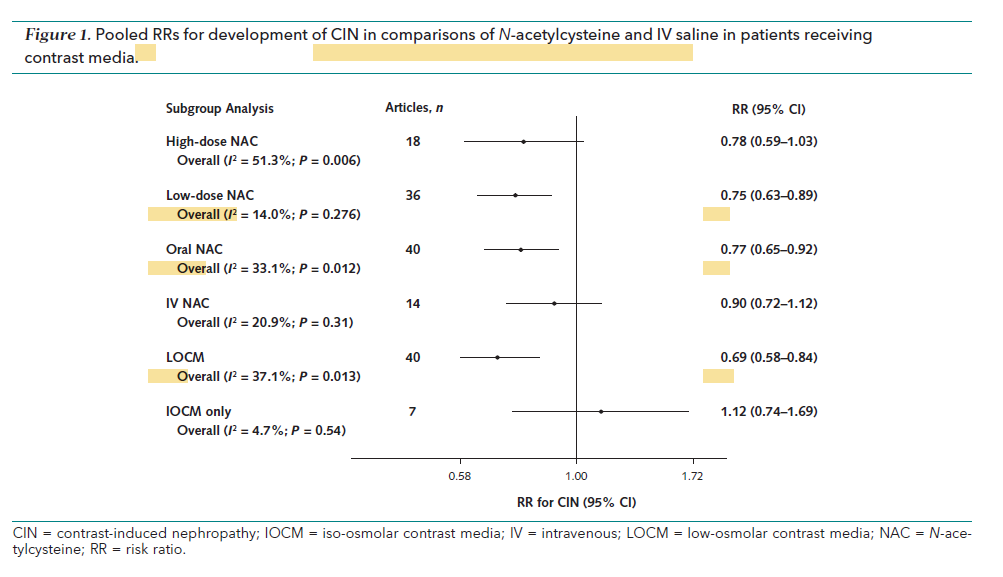 Figure 1. Pooled RRs for development of CIN in comparisons of N-acetylcysteine and IV saline in patients receiving
contrast media.
Subgroup Analysis Articles, n RR (95% CI)
High-dose NAC 18 0.78 (0.59–1.03)
Overall (I² = 51.3%; P = 0.006)
Low-dose NAC 36 0.75 (0.63–0.89)
Overall (I² = 14.0%; P = 0.276)
Oral NAC 40 0.77 (0.65–0.92)
Overall (I² = 33.1%; P = 0.012)
IV NAC 14 0.90 (0.72–1.12)
Overall (I² = 20.9%; P = 0.31)
LOCM 40 0.69 (0.58–0.84)
Overall (I² = 37.1%; P = 0.013)
IOCM only 7 1.12 (0.74–1.69)
Overall (I² = 4.7%; P = 0.54)
0.58 1.00 1.72
RR for CIN (95% CI)
CIN = contrast-induced nephropathy; IOCM = iso-osmolar contrast media; IV = intravenous; LOCM = low-osmolar contrast media; NAC = N-ace-
tylcysteine; RR = risk ratio.